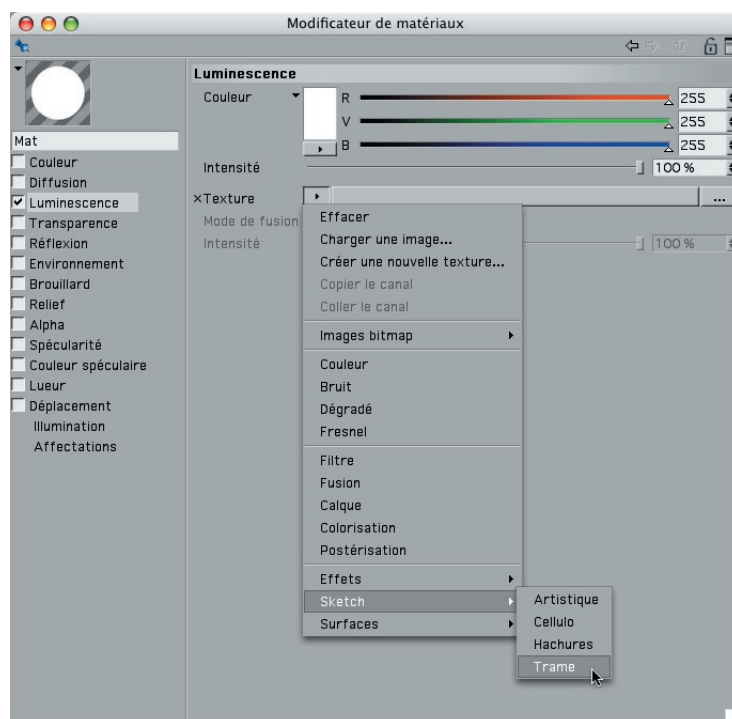 Modificateur de matériaux
Luminescence
Couleur
R 255
V 255
B 255
Intensité 100 %
×Texture ...
Mode de fusion
Intensité 100 %
Mat
Couleur
Diffusion
Luminescence
Transparence
Réflexion
Environnement
Brouillard
Relief
Alpha
Spécularité
Couleur spéculaire
Lueur
Déplacement
Illumination
Affectations
Effacer
Charger une image...
Créer une nouvelle texture...
Copier le canal
Coller le canal
Images bitmap
Couleur
Bruit
Dégradé
Fresnel
Filtre
Fusion
Calque
Colorisation
Postérisation
Effets
Sketch
Surfaces
Artistique
Cellulo
Hachures
Trame